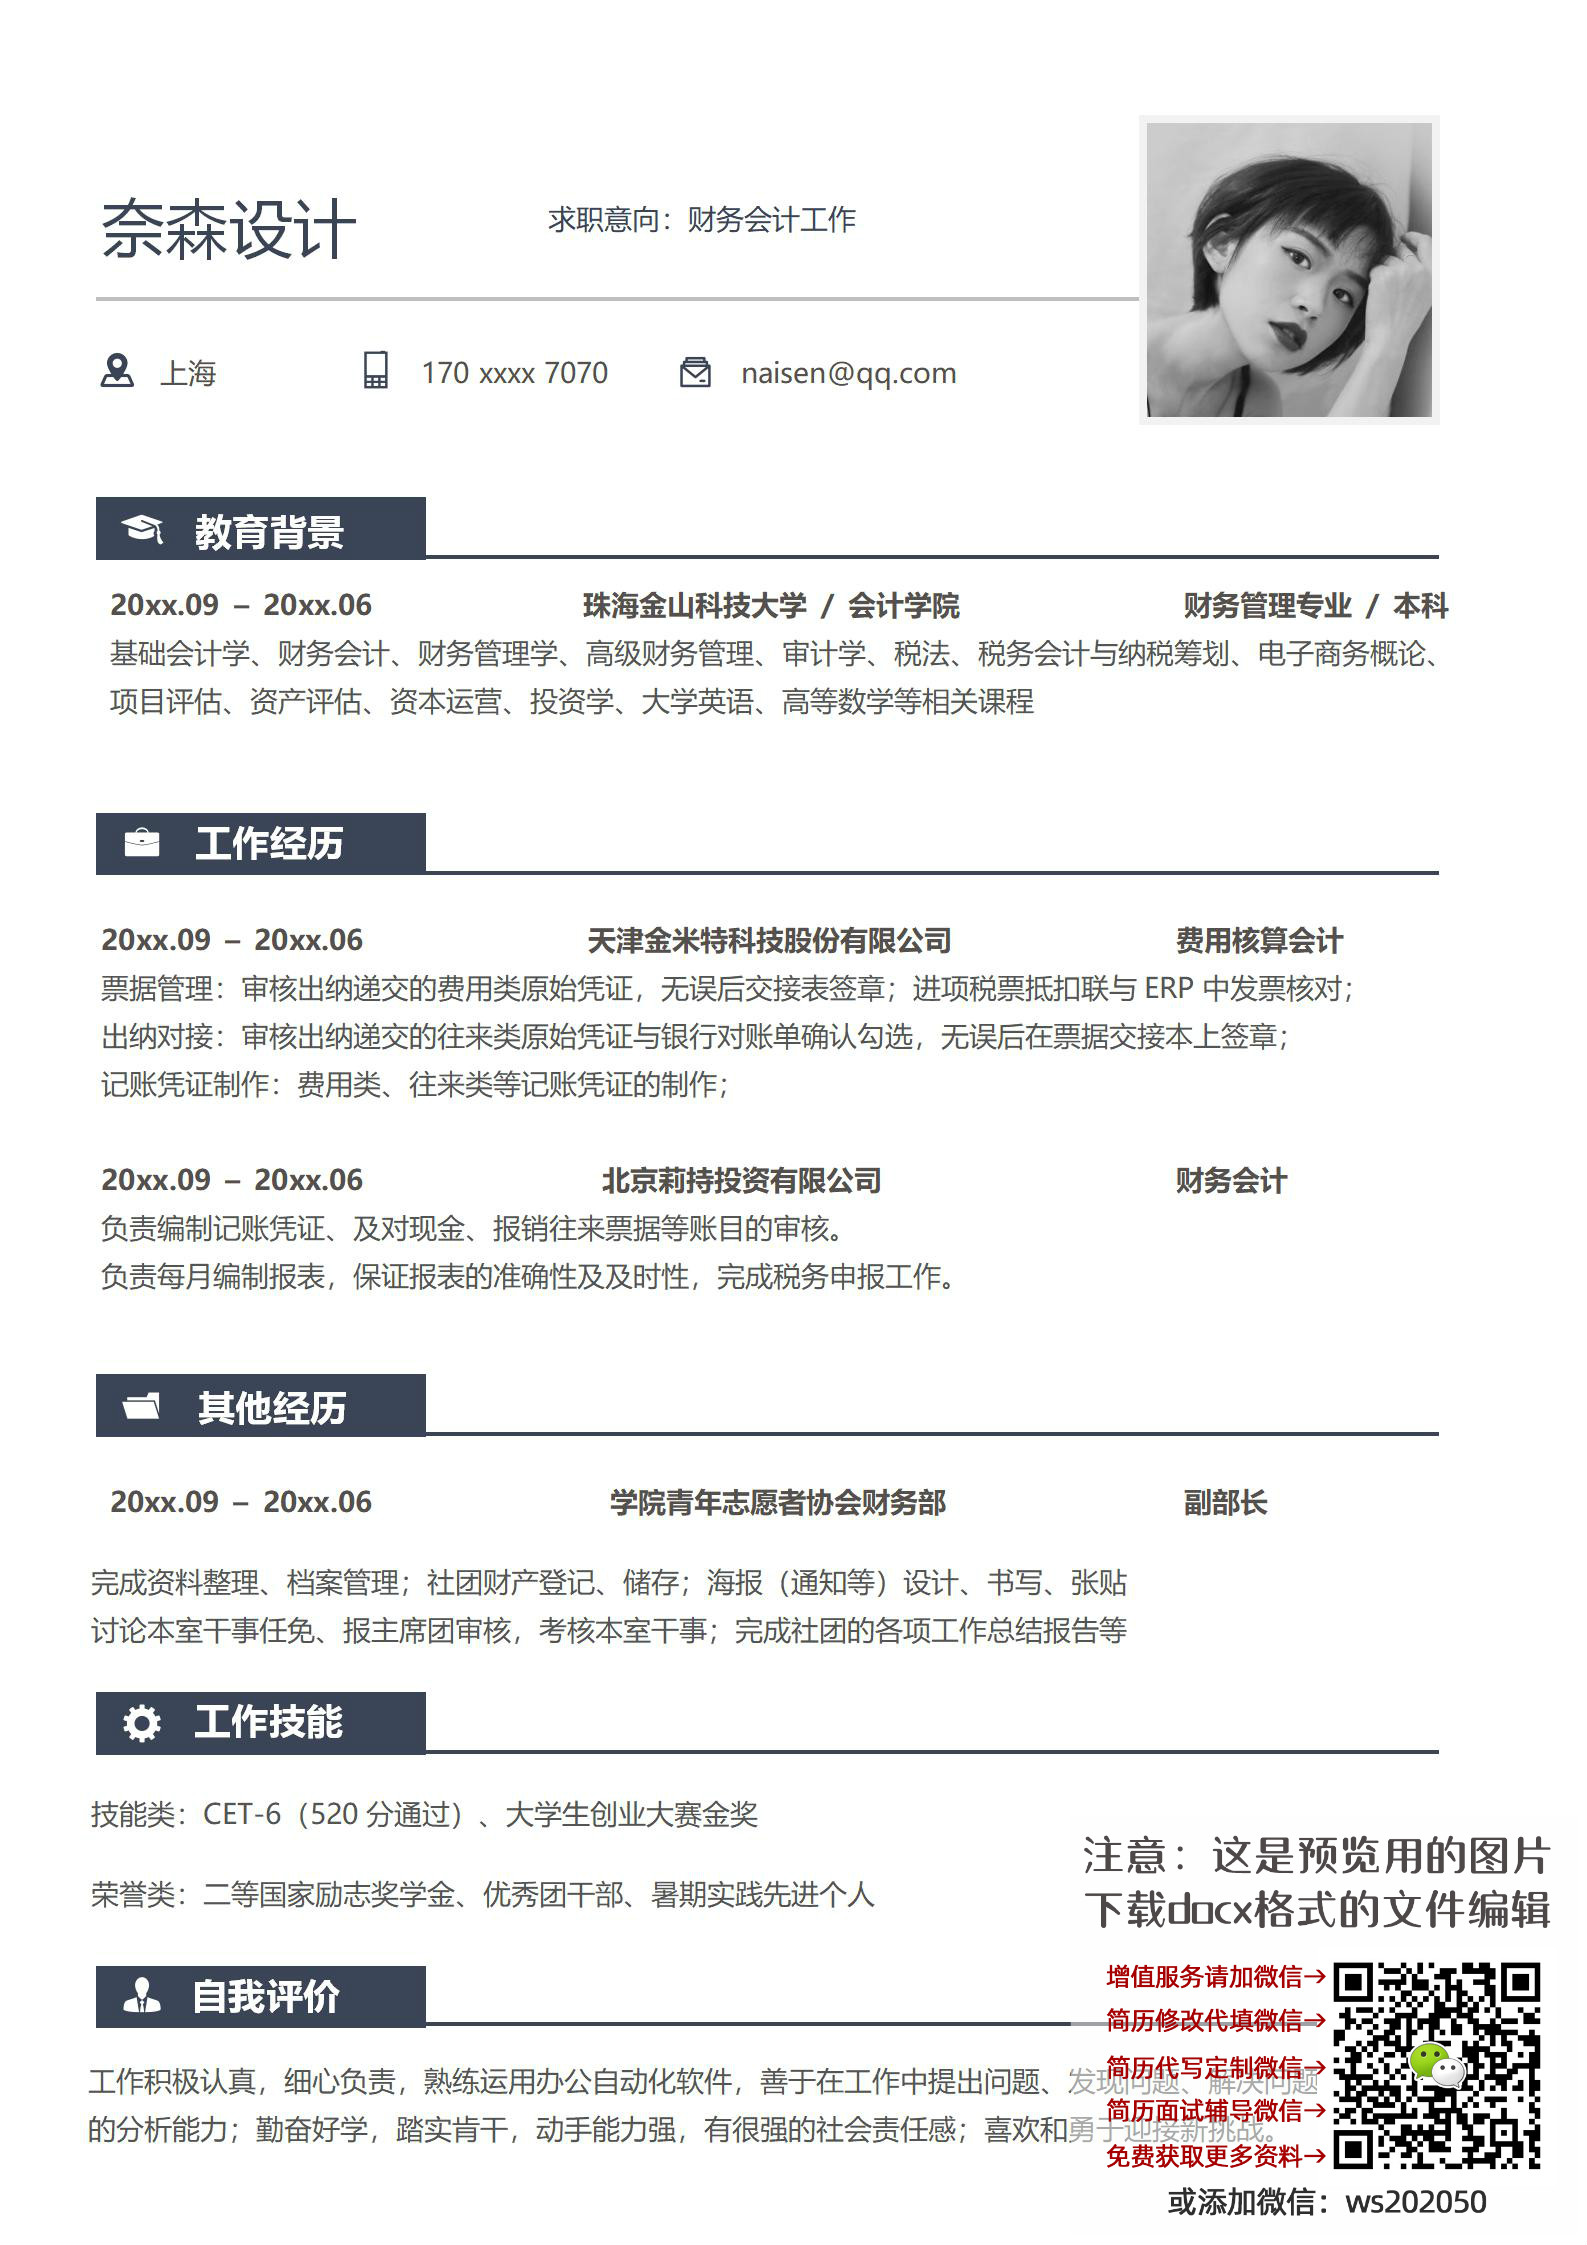 奈森设计
求职意向：财务会计工作
上海 170 xxxx 7070 naisen@qq.com
教育背景
20xx.09 – 20xx.06 珠海金山科技大学 / 会计学院 财务管理专业 / 本科
基础会计学、财务会计、财务管理学、高级财务管理、审计学、税法、税务会计与纳税筹划、电子商务概论、
项目评估、资产评估、资本运营、投资学、大学英语、高等数学等相关课程
工作经历
20xx.09 – 20xx.06 天津金米特科技股份有限公司 费用核算会计
票据管理：审核出纳递交的费用类原始凭证，无误后交接表签章；进项税票抵扣联与 ERP 中发票核对；
出纳对接：审核出纳递交的往来类原始凭证与银行对账单确认勾选，无误后在票据交接本上签章；
记账凭证制作：费用类、往来类等记账凭证的制作；
20xx.09 – 20xx.06 北京莉持投资有限公司 财务会计
负责编制记账凭证、及对现金、报销往来票据等账目的审核。
负责每月编制报表，保证报表的准确性及及时性，完成税务申报工作。
其他经历
20xx.09 – 20xx.06 学院青年志愿者协会财务部 副部长
完成资料整理、档案管理；社团财产登记、储存；海报（通知等）设计、书写、张贴
讨论本室干事任免、报主席团审核，考核本室干事；完成社团的各项工作总结报告等
工作技能
技能类：CET-6（520 分通过）、大学生创业大赛金奖
荣誉类：二等国家励志奖学金、优秀团干部、暑期实践先进个人
自我评价
工作积极认真，细心负责，熟练运用办公自动化软件，善于在工作中提出问题、发现问题、解决问题
的分析能力；勤奋好学，踏实肯干，动手能力强，有很强的社会责任感；喜欢和勇于迎接新挑战。
注意：这是预览用的图片
下载docx格式的文件编辑
增值服务请加微信→
简历修改代填微信→
简历代写定制微信→
简历面试辅导微信→
免费获取更多资料→
或添加微信：ws202050